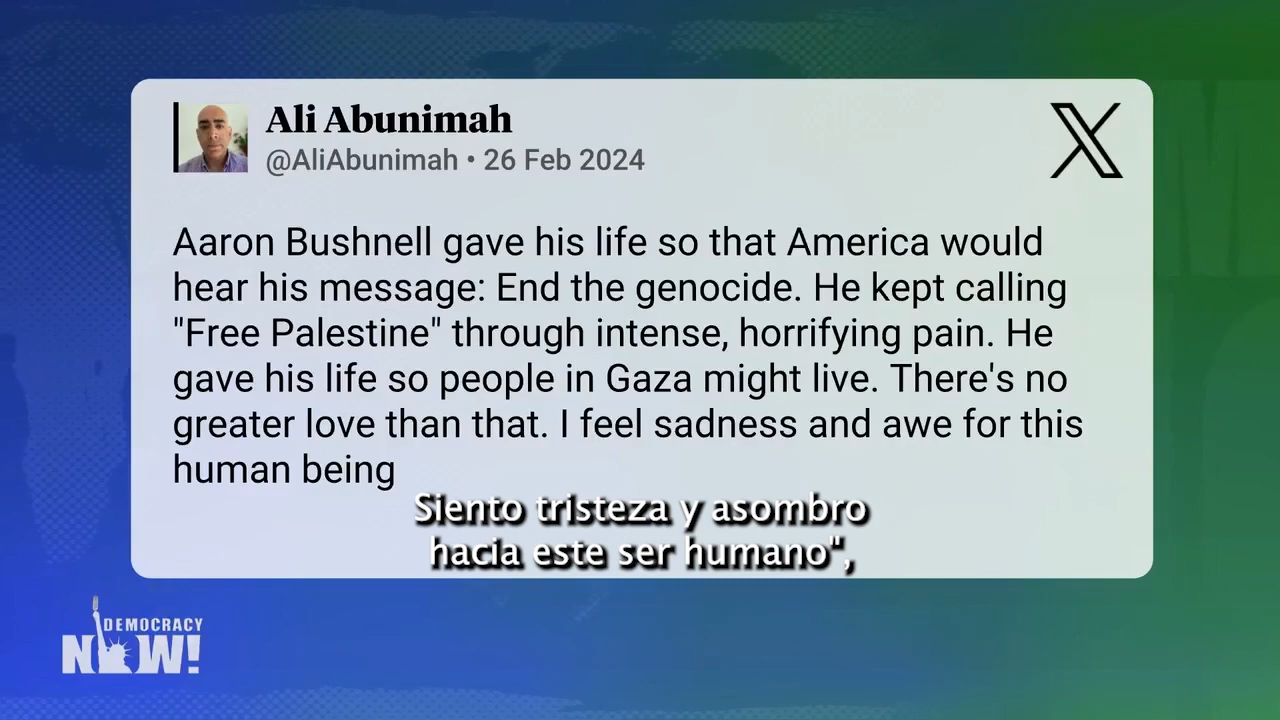 Ali Abunimah
@AliAbunimah • 26 Feb 2024
Aaron Bushnell gave his life so that America would
hear his message: End the genocide. He kept calling
"Free Palestine" through intense, horrifying pain. He
gave his life so people in Gaza might live. There's no
greater love than that. I feel sadness and awe for this
human being
Siento tristeza y asombro
hacia este ser humano",
DEMOCRACY
NOW!